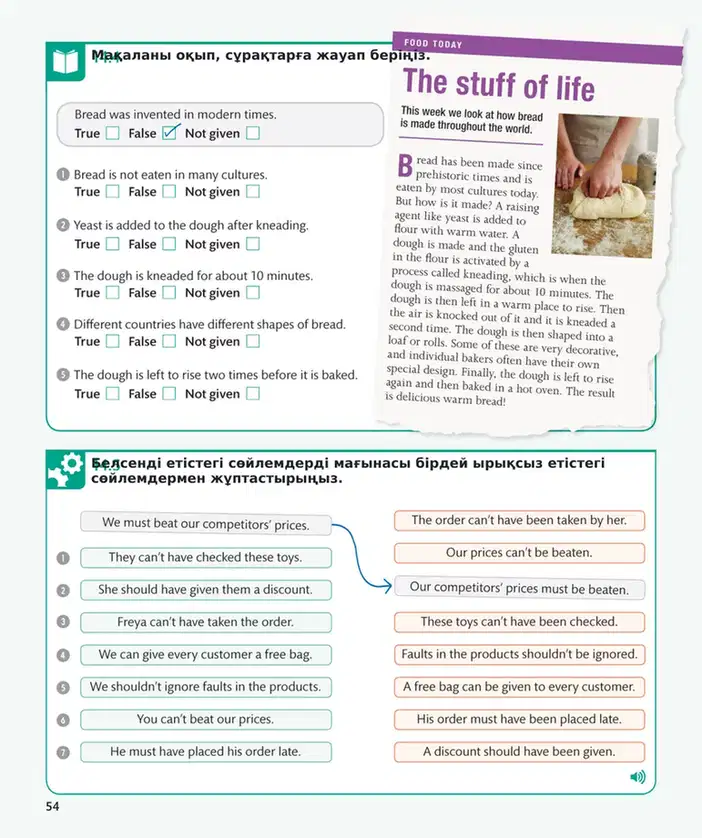 Мақаланы оқып, сұрақтарға жауап беріңіз.
Bread was invented in modern times.
True False Not given
1 Bread is not eaten in many cultures.
True False Not given
2 Yeast is added to the dough after kneading.
True False Not given
3 The dough is kneaded for about 10 minutes.
True False Not given
4 Different countries have different shapes of bread.
True False Not given
5 The dough is left to rise two times before it is baked.
True False Not given
FOOD TODAY
The stuff of life
This week we look at how bread
is made throughout the world.
Bread has been made since
prehistoric times and is
eaten by most cultures today.
But how is it made? A raising
agent like yeast is added to
flour with warm water. A
dough is made and the gluten
in the flour is activated by a
process called kneading, which is when the
dough is massaged for about 10 minutes. The
dough is then left in a warm place to rise. Then
the air is knocked out of it and it is kneaded a
second time. The dough is then shaped into a
loaf or rolls. Some of these are very decorative,
and individual bakers often have their own
special design. Finally, the dough is left to rise
again and then baked in a hot oven. The result
is delicious warm bread!
Белсенді етістегі сөйлемдерді мағынасы бірдей ырықсыз етістегі
сөйлемдермен жұптастырыңыз.
We must beat our competitors' prices.
1 They can't have checked these toys.
2 She should have given them a discount.
3 Freya can't have taken the order.
4 We can give every customer a free bag.
5 We shouldn't ignore faults in the products.
6 You can't beat our prices.
7 He must have placed his order late.
The order can't have been taken by her.
Our prices can't be beaten.
Our competitors' prices must be beaten.
These toys can't have been checked.
Faults in the products shouldn't be ignored.
A free bag can be given to every customer.
His order must have been placed late.
A discount should have been given.
54